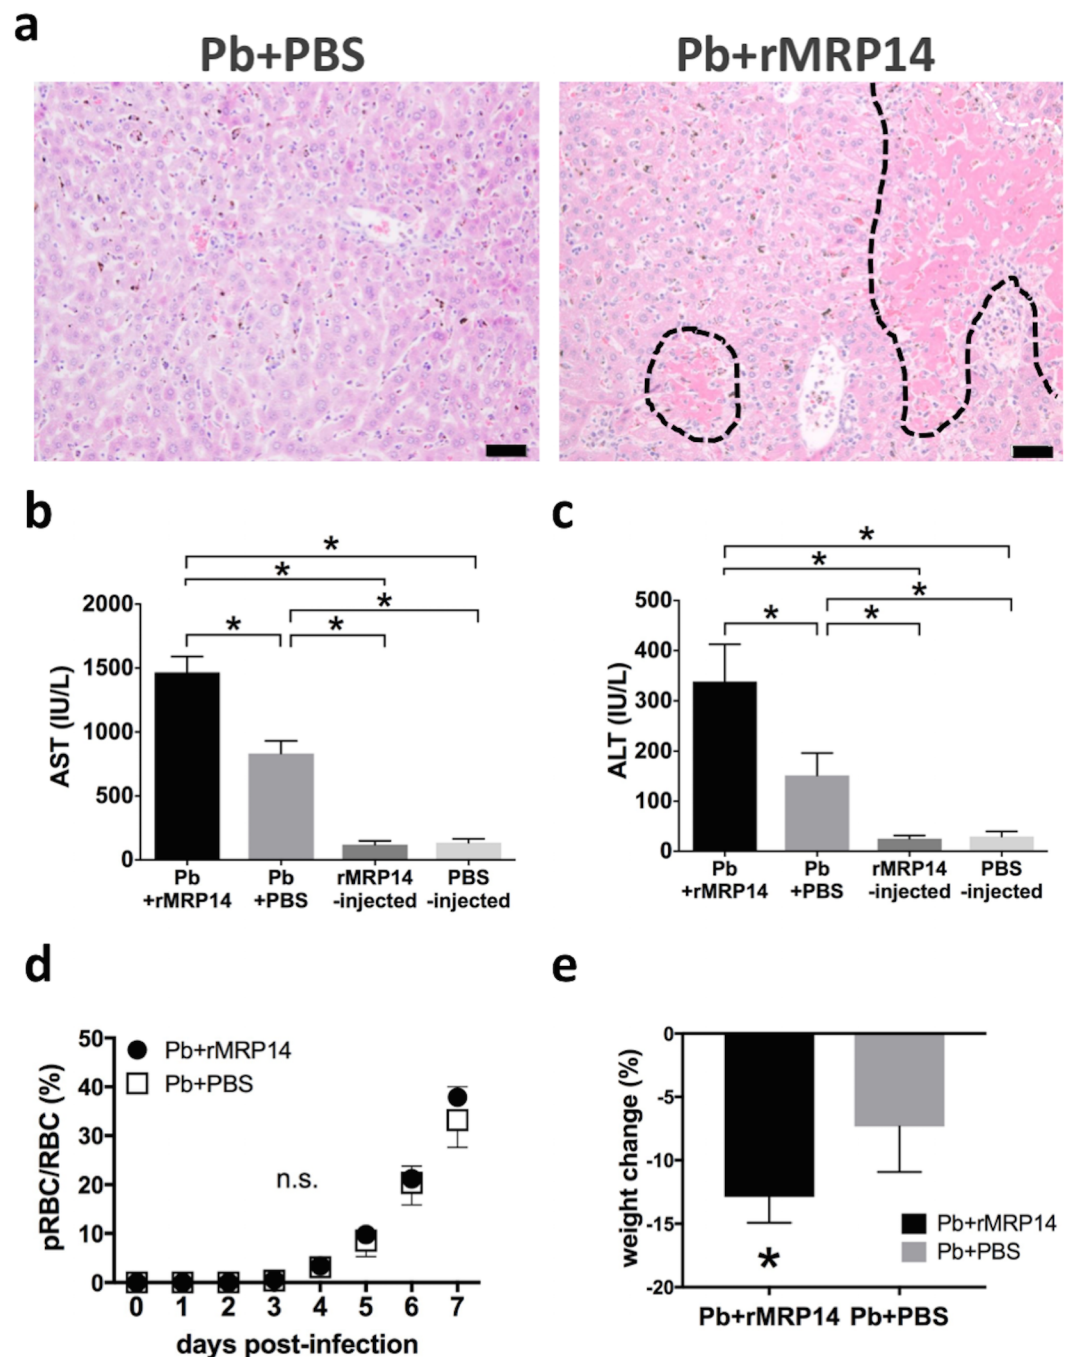 a
Pb+PBS
Pb+rMRP14
b
*
*
*
*
*
2000
1500
1000
500
0
AST (IU/L)
Pb
+rMRP14
Pb
+PBS
rMRP14
-injected
PBS
-injected
c
*
*
*
*
*
500
400
300
200
100
0
ALT (IU/L)
Pb
+rMRP14
Pb
+PBS
rMRP14
-injected
PBS
-injected
d
50
40
30
20
10
0
pRBC/RBC (%)
Pb+rMRP14
Pb+PBS
n.s.
0 1 2 3 4 5 6 7
days post-infection
e
0
-5
-10
-15
-20
weight change (%)
*
Pb+rMRP14
Pb+PBS
Pb+rMRP14 Pb+PBS